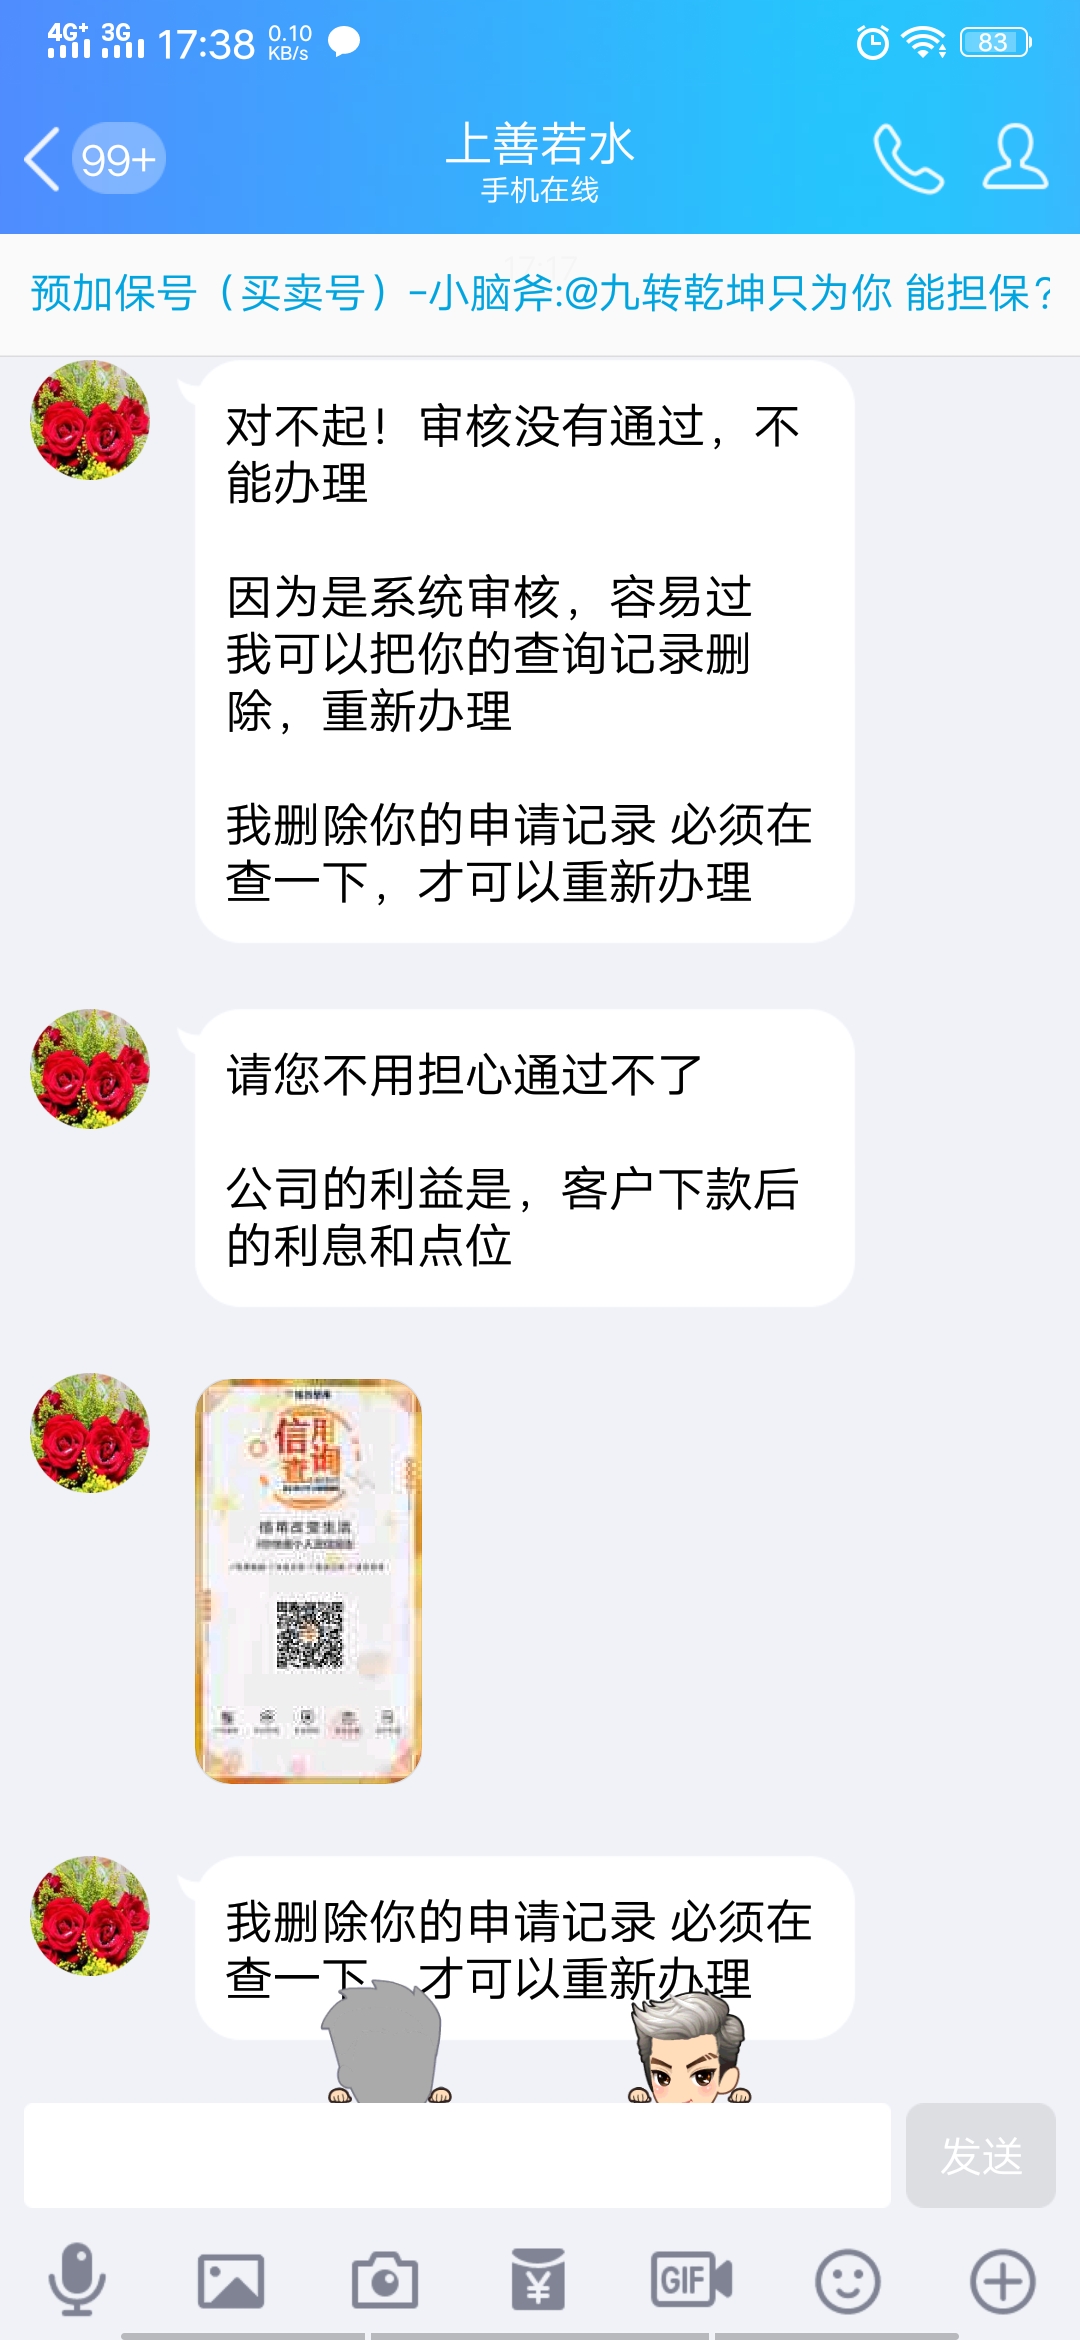 4G+ 3G 17:38 0.10 KB/s 83
99+ 上善若水
手机在线
17:17
预加保号（买卖号）-小脑斧:@九转乾坤只为你 能担保?
对不起！审核没有通过，不
能办理
因为是系统审核，容易过
我可以把你的查询记录删
除，重新办理
我删除你的申请记录 必须在
查一下，才可以重新办理
请您不用担心通过不了
公司的利益是，客户下款后
的利息和点位
信用
查询
信用改变生活
我删除你的申请记录 必须在
查一下，才可以重新办理
发送
GIF